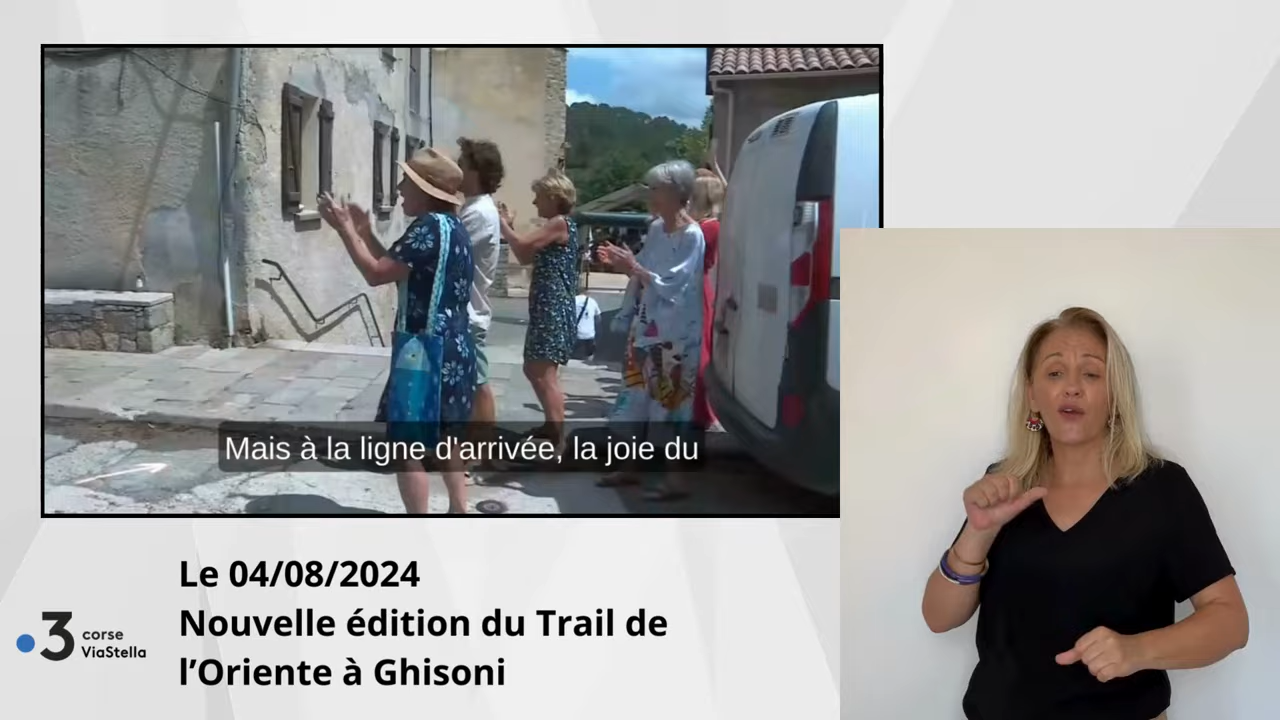 Mais à la ligne d'arrivée, la joie du
Le 04/08/2024
Nouvelle édition du Trail de
l’Oriente à Ghisoni
3 corse
ViaStella